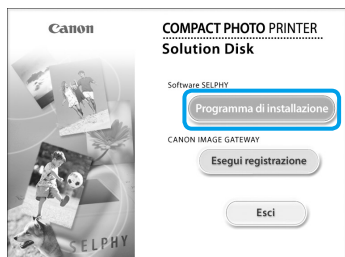 Canon
COMPACT PHOTO PRINTER
Solution Disk
Software SELPHY
Programma di installazione
CANON IMAGE GATEWAY
Esegui registrazione
Esci
SELPHY